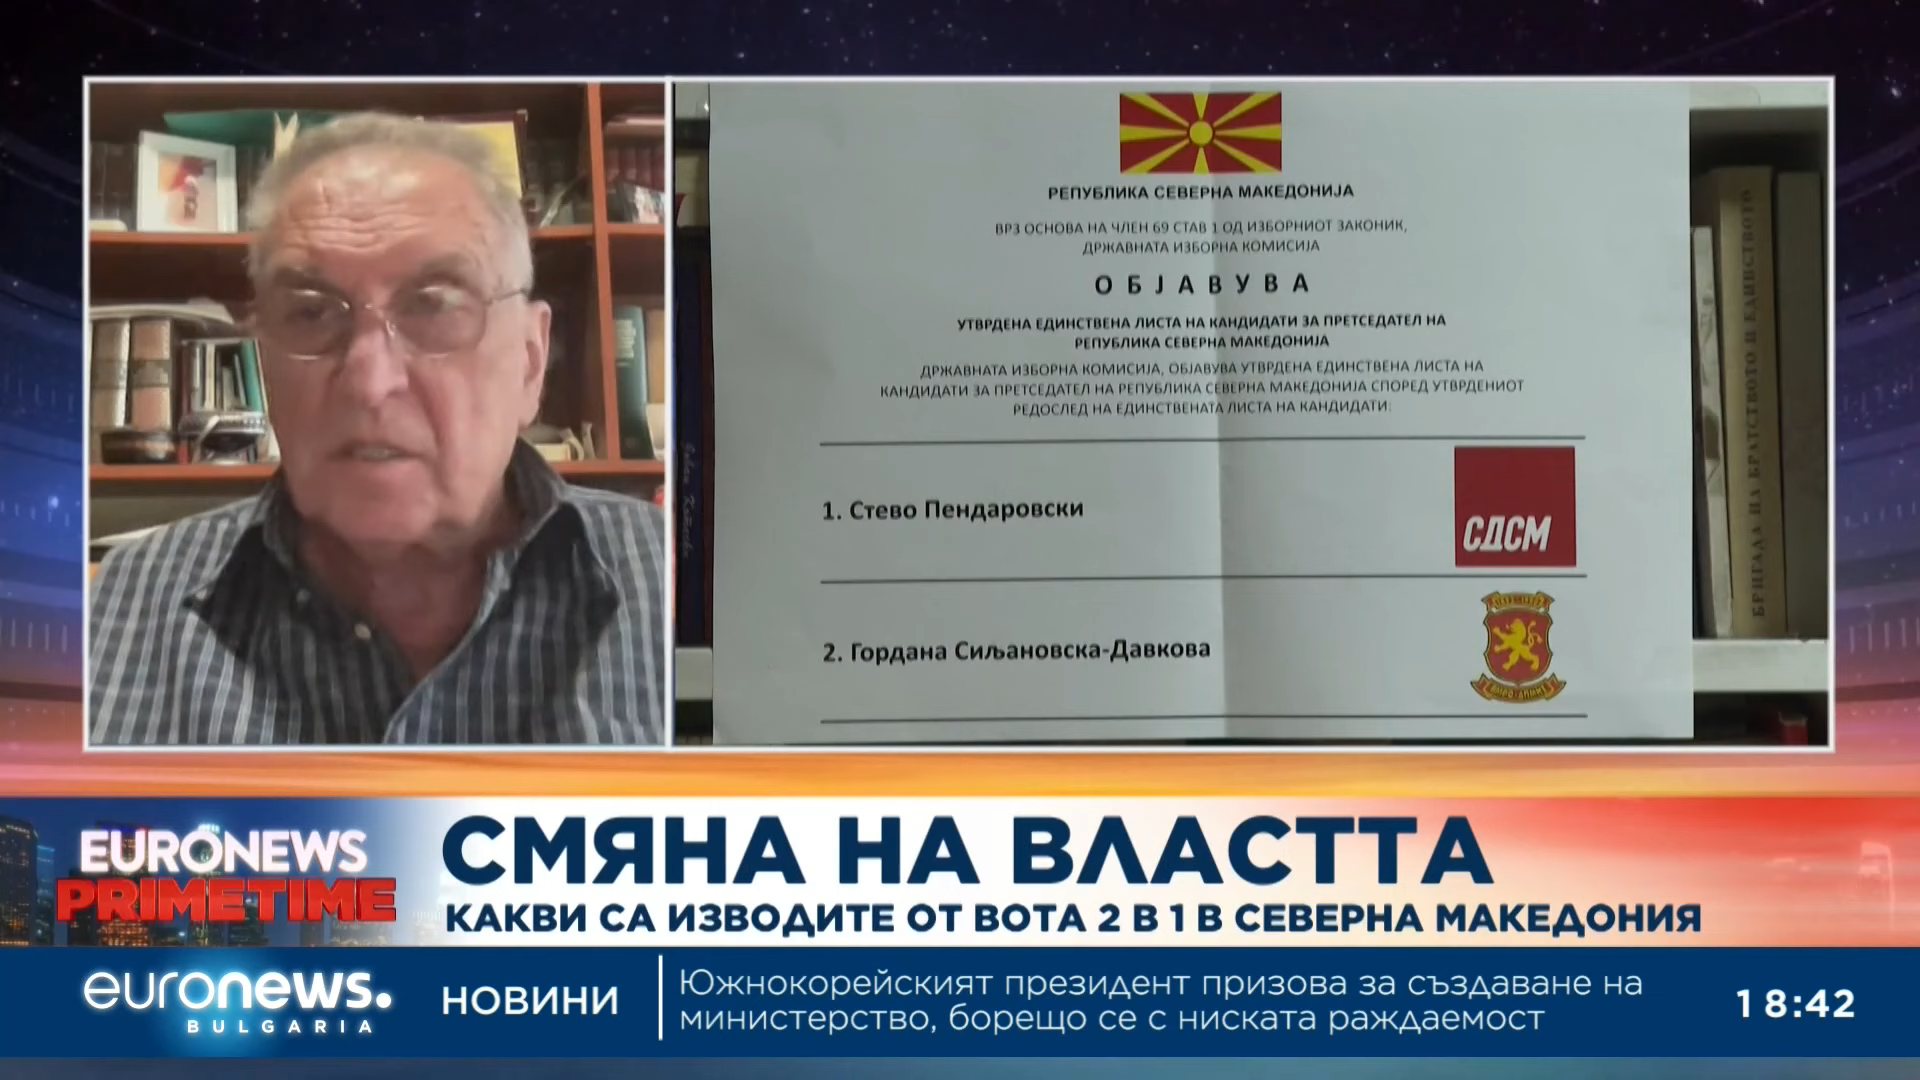 РЕПУБЛИКА СЕВЕРНА МАКЕДОНИЈА
ВРЗ ОСНОВА НА ЧЛЕН 69 СТАВ 1 ОД ИЗБОРНИОТ ЗАКОНИК,
ДРЖАВНАТА ИЗБОРНА КОМИСИЈА
ОБЈАВУВА
УТВРДЕНА ЕДИНСТВЕНА ЛИСТА НА КАНДИДАТИ ЗА ПРЕТСЕДАТЕЛ НА
РЕПУБЛИКА СЕВЕРНА МАКЕДОНИЈА
ДРЖАВНАТА ИЗБОРНА КОМИСИЈА, ОБЈАВУВА УТВРДЕНА ЕДИНСТВЕНА ЛИСТА НА
КАНДИДАТИ ЗА ПРЕТСЕДАТЕЛ НА РЕПУБЛИКА СЕВЕРНА МАКЕДОНИЈА СПОРЕД УТВРДЕНИОТ
РЕДОСЛЕД НА ЕДИНСТВЕНАТА ЛИСТА НА КАНДИДАТИ:
1. Стево Пендаровски
СДСМ
2. Гордана Сиљановска-Давкова
ВМРО-ДПМНЕ
БРИГАДА НА БРАТСТВОТО И ЕДИНСТВОТО
EURONEWS
PRIMETIME
СМЯНА НА ВЛАСТТА
КАКВИ СА ИЗВОДИТЕ ОТ ВОТА 2 В 1 В СЕВЕРНА МАКЕДОНИЯ
euronews.
BULGARIA
НОВИНИ
Южнокорейският президент призова за създаване на
министерство, борещо се с ниската раждаемост
18:42